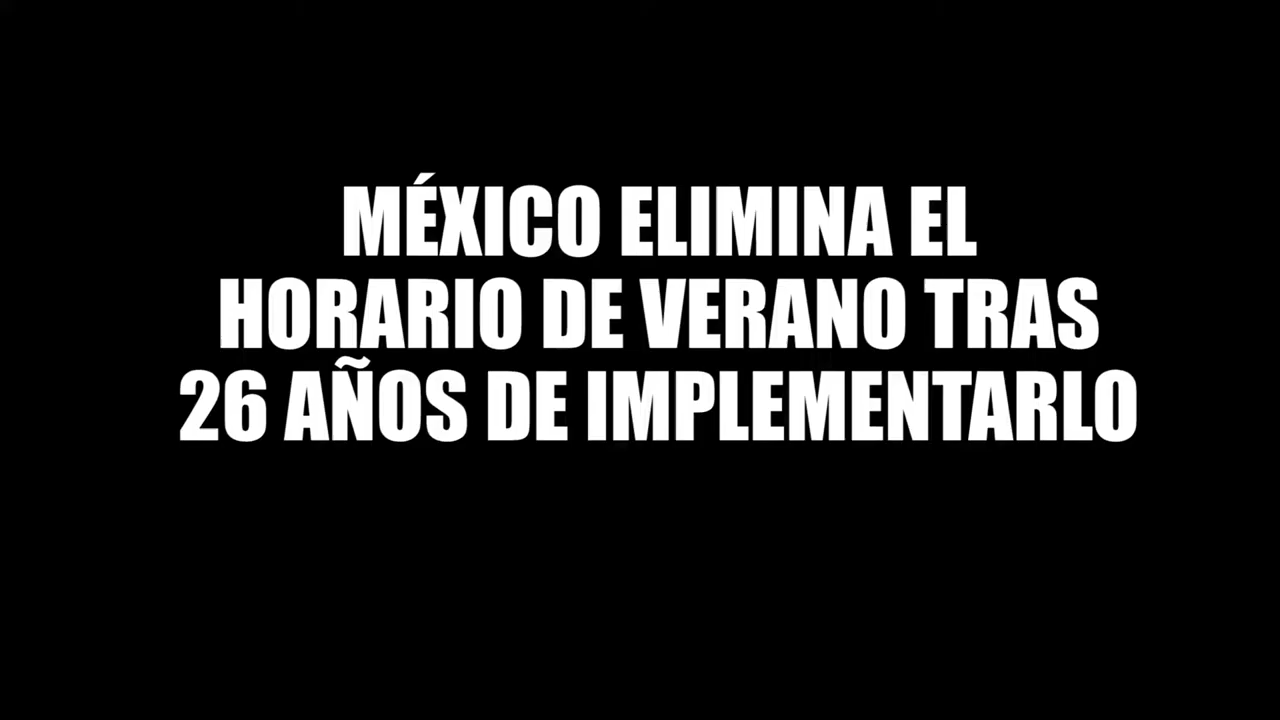 MÉXICO ELIMINA EL
HORARIO DE VERANO TRAS
26 AÑOS DE IMPLEMENTARLO